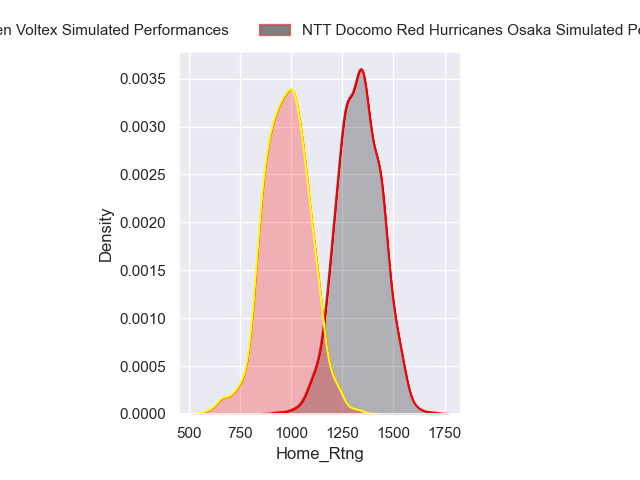 en Voltex Simulated Performances
NTT Docomo Red Hurricanes Osaka Simulated Pe
0.0035
0.0030
0.0025
0.0020
0.0015
0.0010
0.0005
0.0000
Density
500 750 1000 1250 1500 1750
Home_Rtng